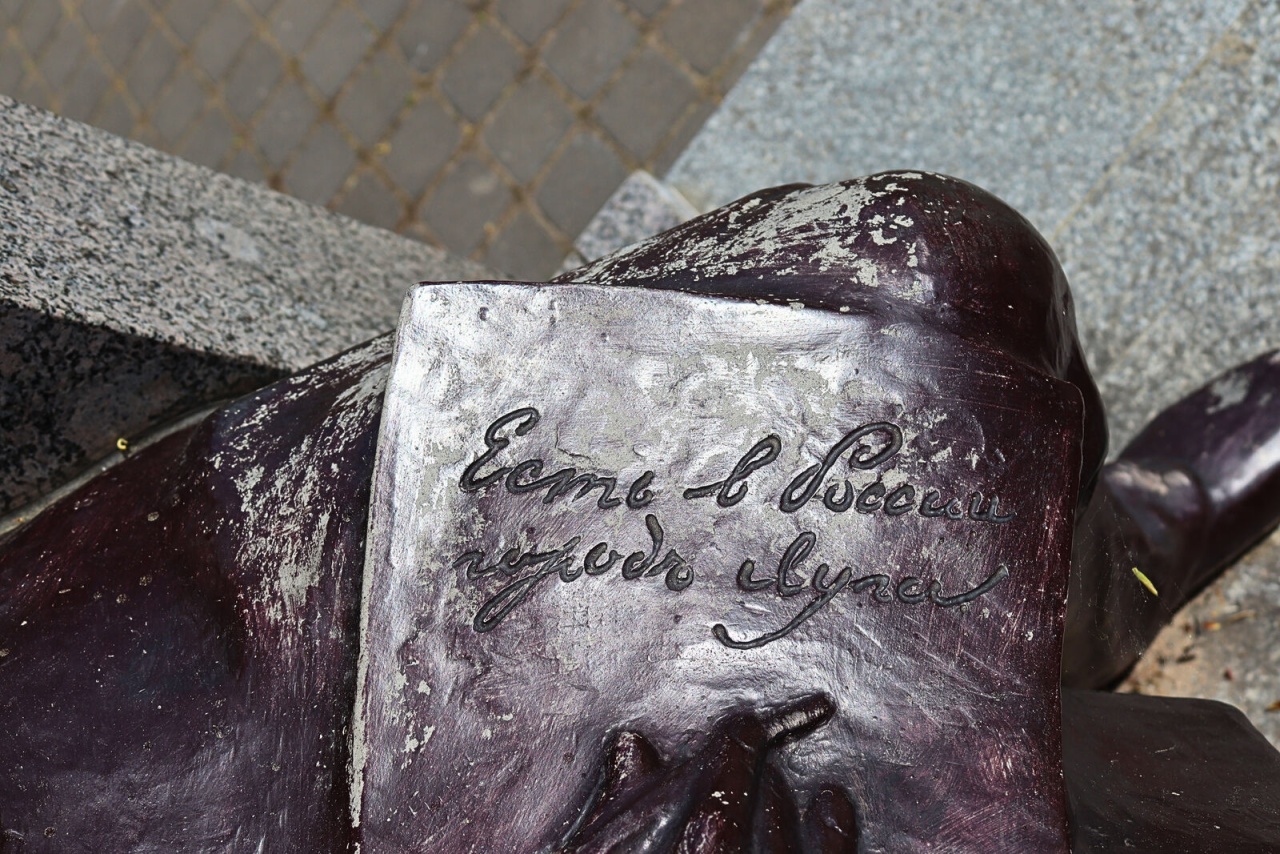 Есть в России
городъ Луга